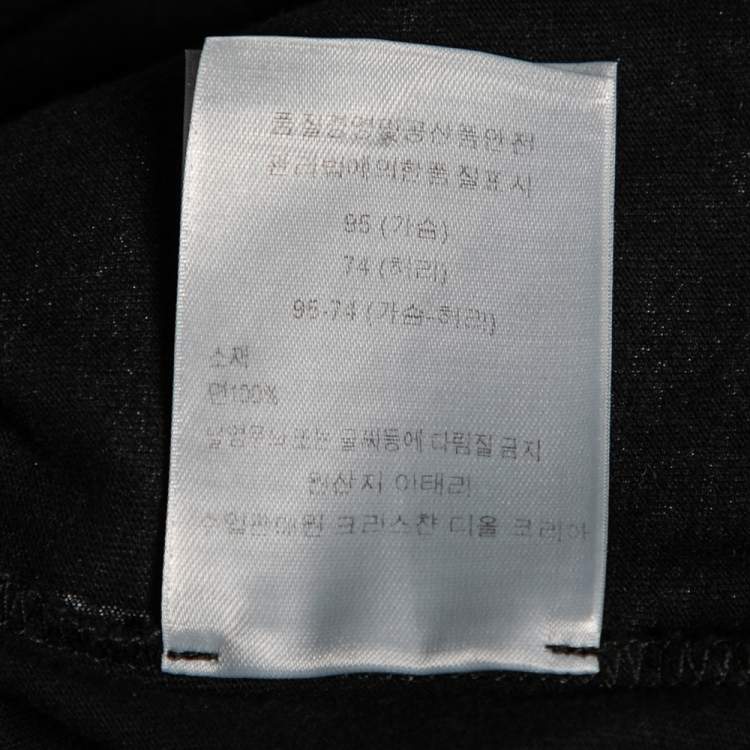 품질경영및공산품안전
관리법에의한품질표시
95 (가슴)
74 (허리)
95-74 (가슴-허리)
소재
면100%
날염무늬 또는 글씨등에 다림질 금지
원산지 이태리
수입판매원 크리스챤 디올 코리아